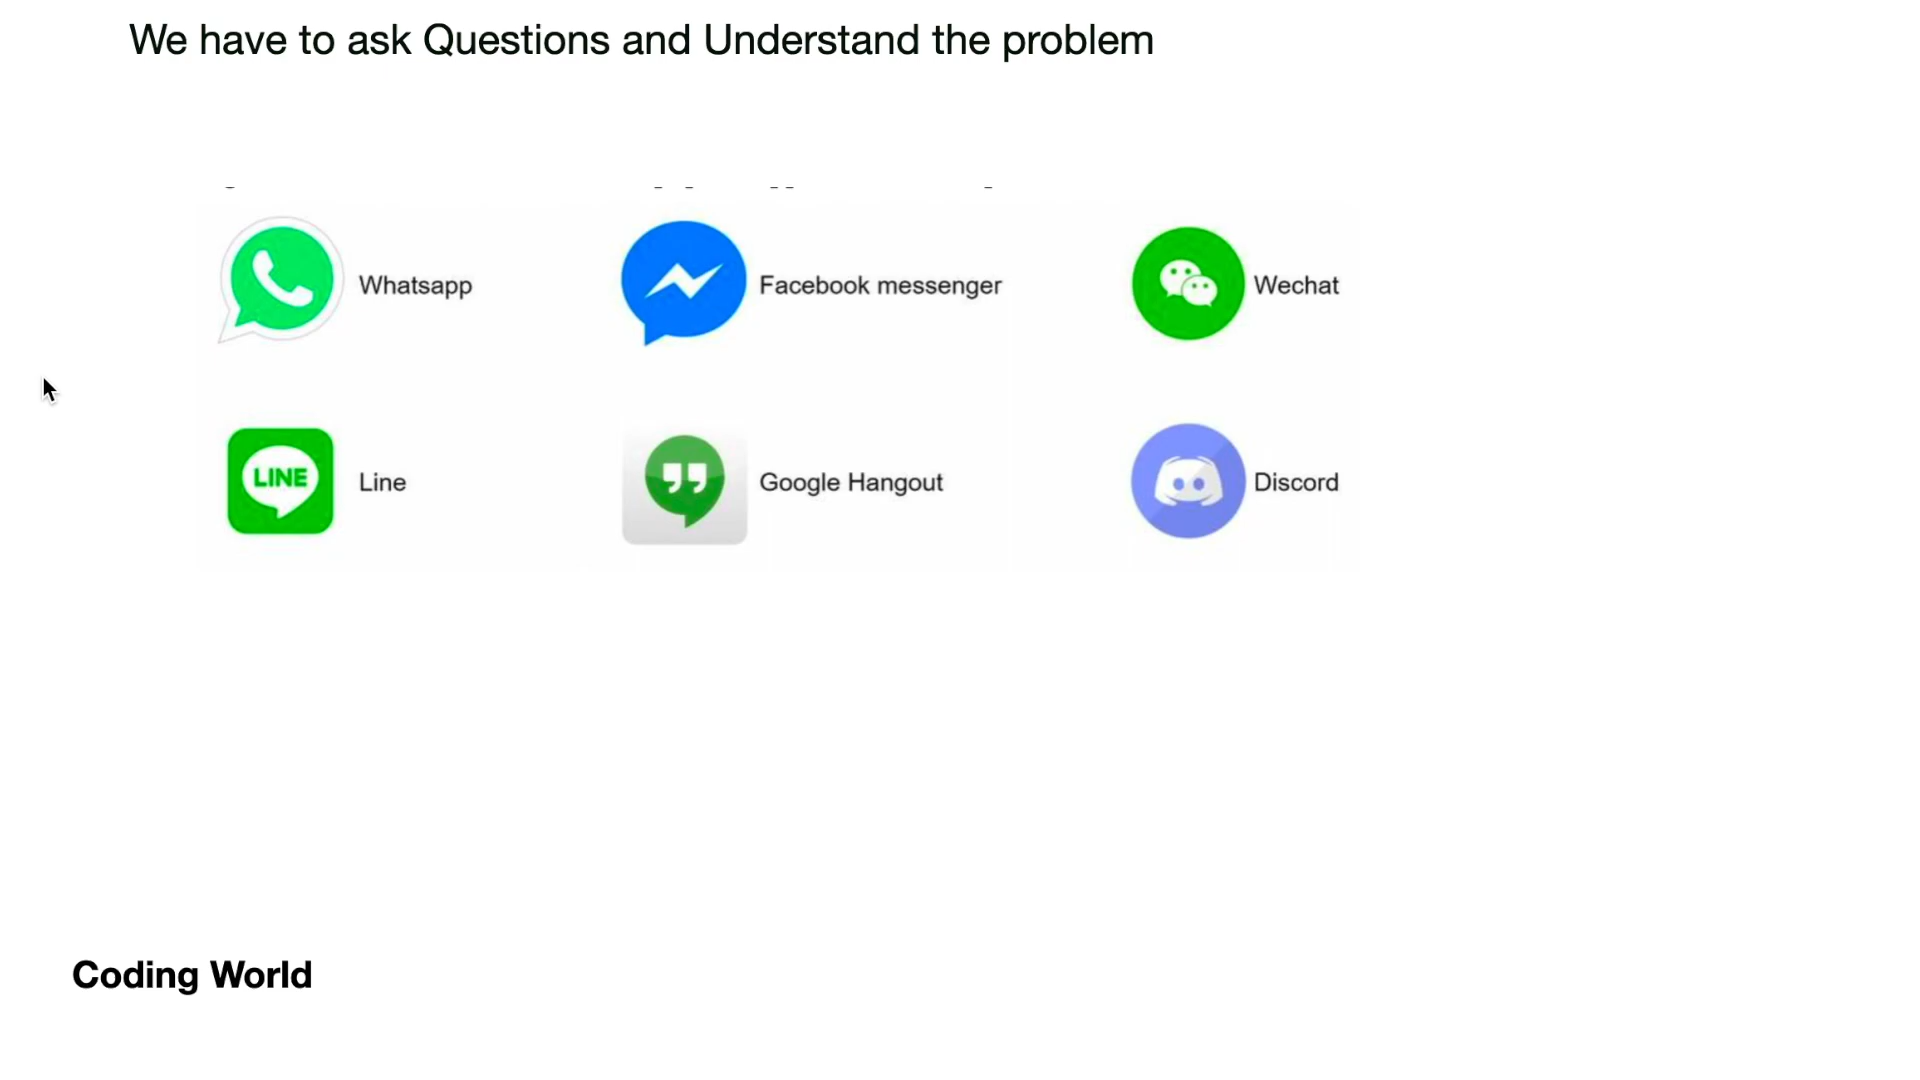 We have to ask Questions and Understand the problem
Whatsapp
Facebook messenger
Wechat
LINE
Line
Google Hangout
Discord
Coding World